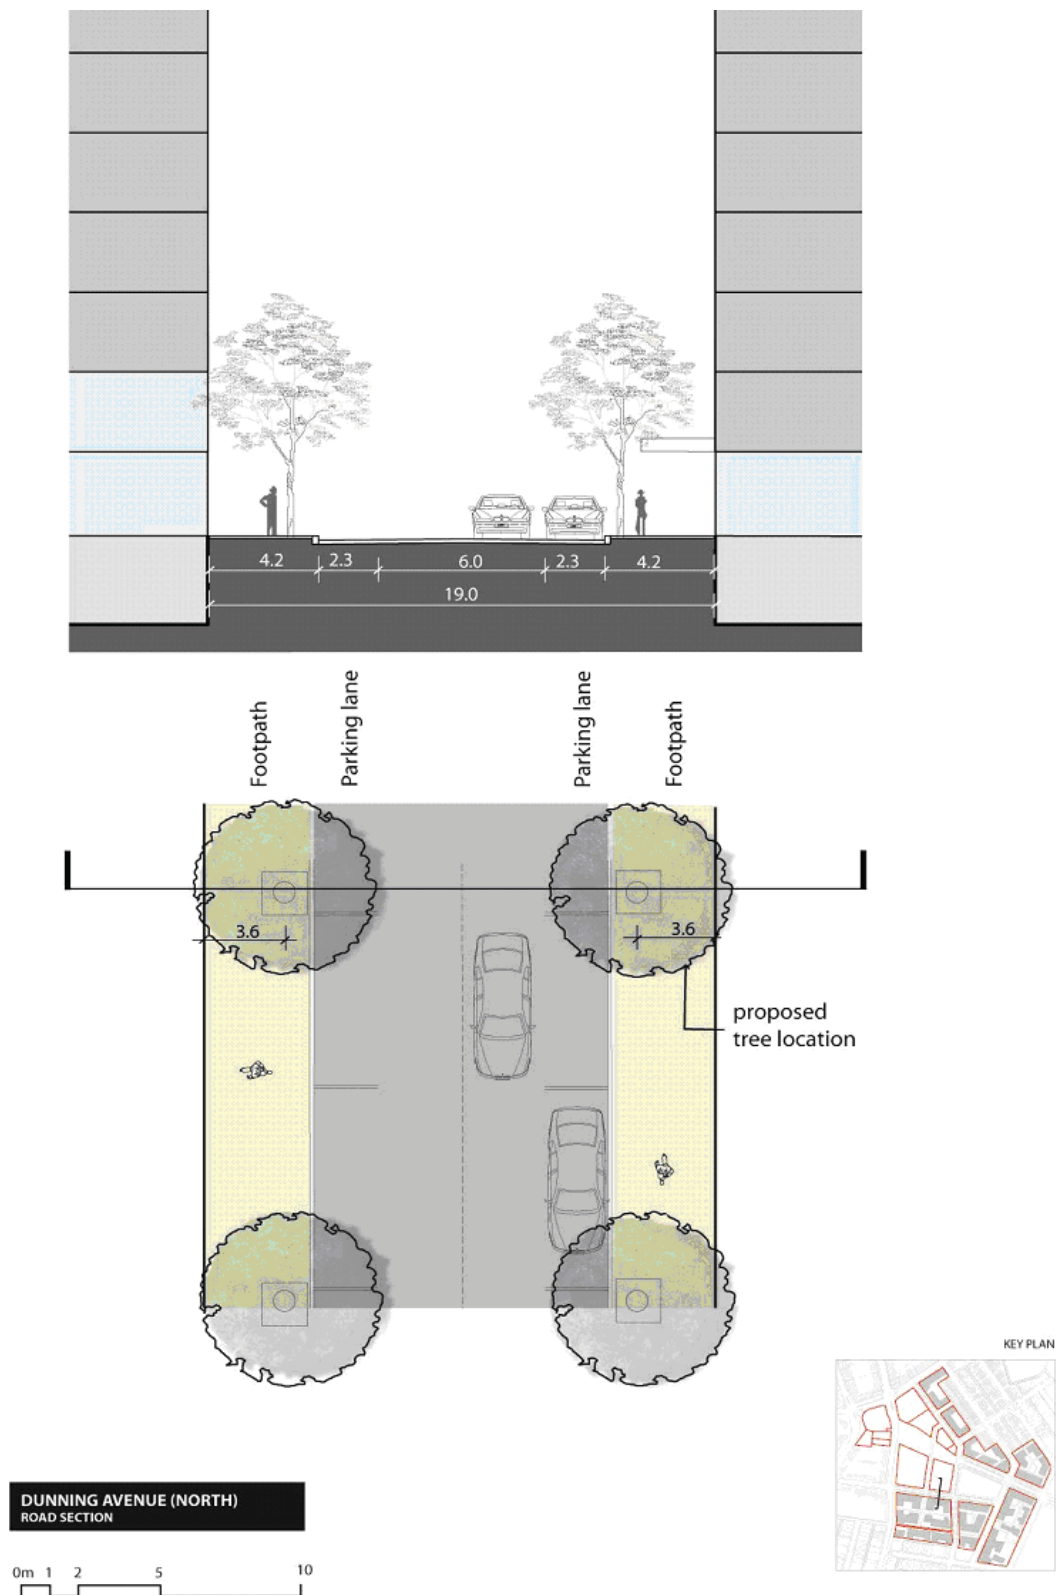 4.2 2.3 6.0 2.3 4.2
19.0
Footpath
Parking lane
Parking lane
Footpath
3.6
3.6
proposed
tree location
KEY PLAN
DUNNING AVENUE (NORTH)
ROAD SECTION
0m 1 2 5 10